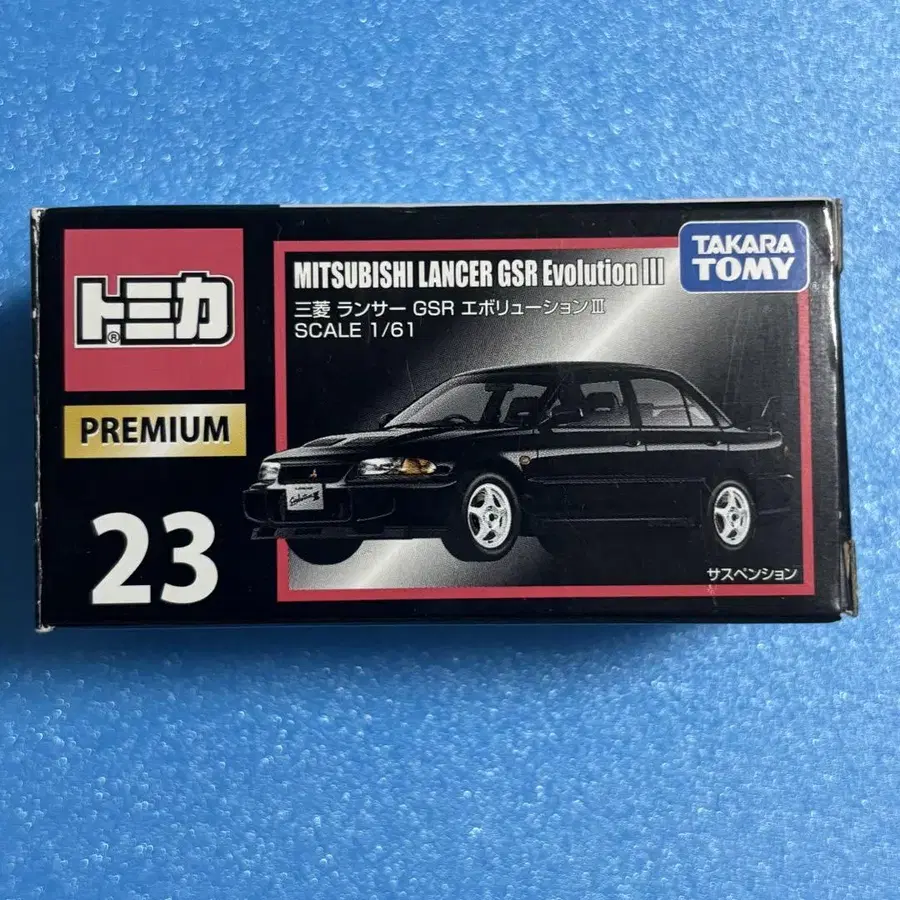 トミカ
®
PREMIUM
23
MITSUBISHI LANCER GSR Evolution III
三菱 ランサー GSR エボリューションⅢ
SCALE 1/61
TAKARA
TOMY
®
Evolution III
サスペンション